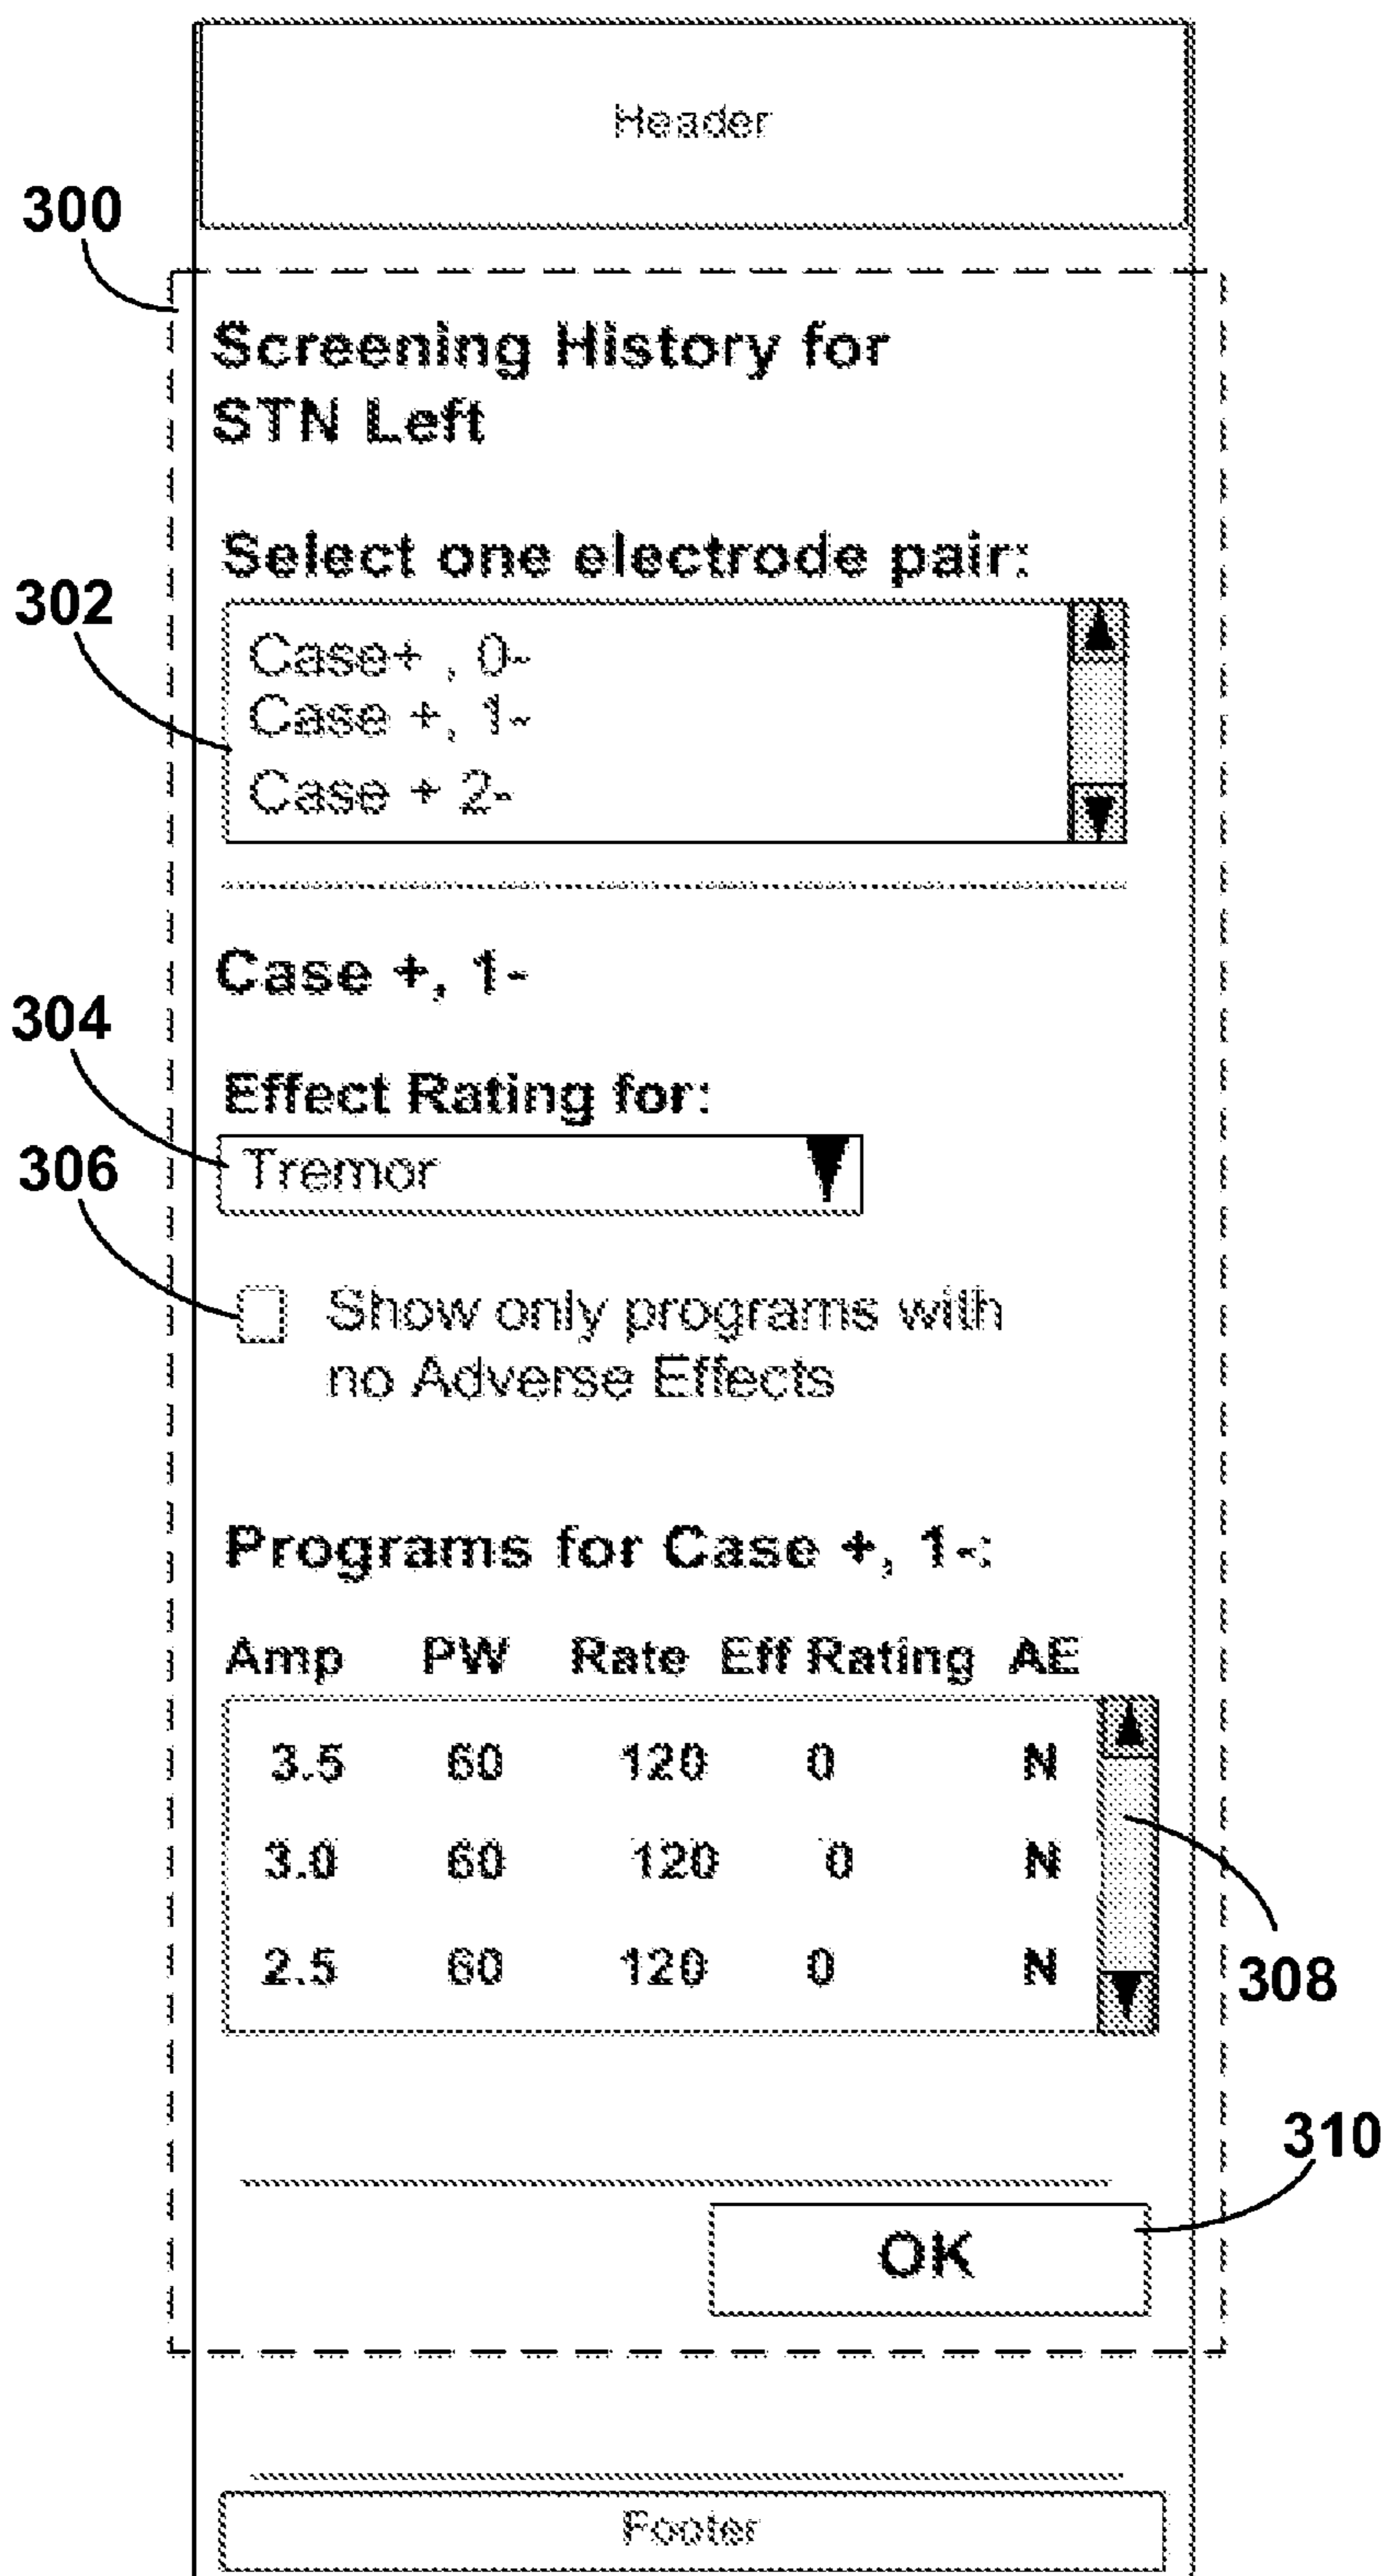 Header
300
Screening History for
STN Left
Select one electrode pair:
302
Case+ , 0-
Case +, 1-
Case + 2-
Case +, 1-
304
Effect Rating for:
Tremor
306
Show only programs with
no Adverse Effects
Programs for Case +, 1-:
Amp PW Rate Eff Rating AE
3.5 60 120 0 N
3.0 60 120 0 N
2.5 60 120 0 N
308
310
OK
Footer